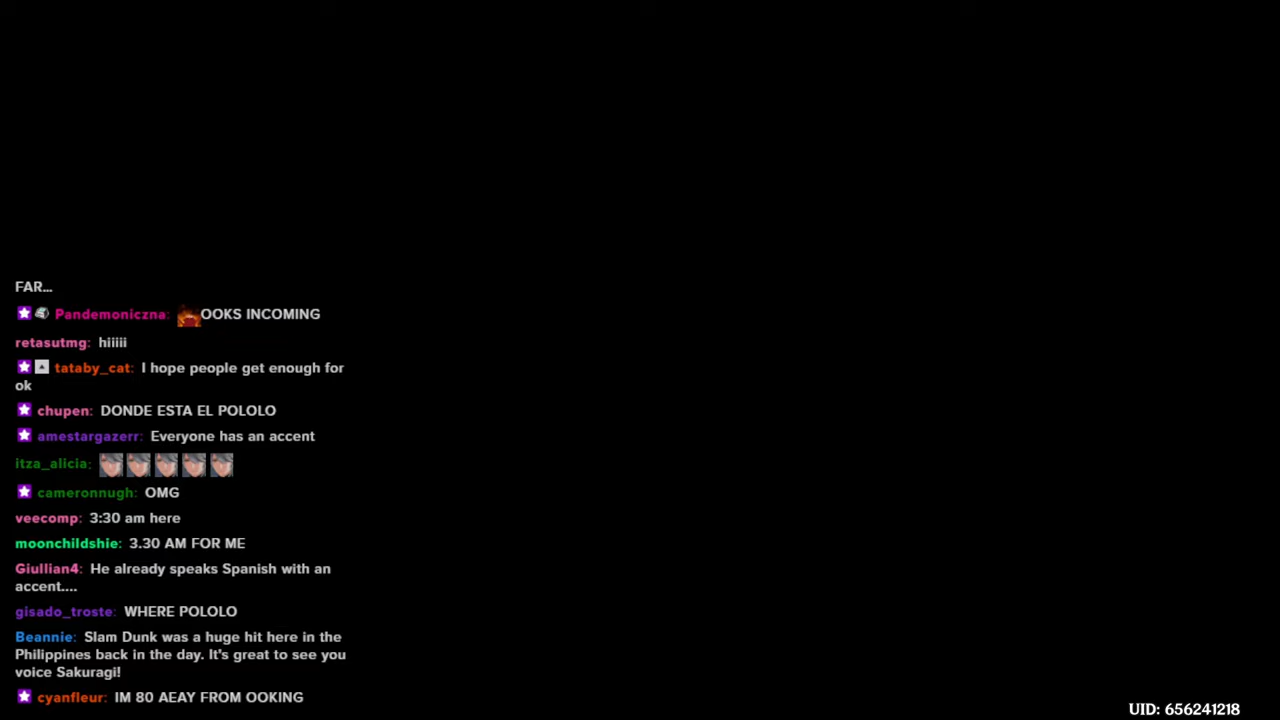 FAR...
Pandemoniczna: OOKS INCOMING
retasutmg: hiiiii
tataby_cat: I hope people get enough for
ok
chupen: DONDE ESTA EL POLOLO
amestargazerr: Everyone has an accent
itza_alicia:
cameronnugh: OMG
veecomp: 3:30 am here
moonchildshie: 3.30 AM FOR ME
Giullian4: He already speaks Spanish with an
accent....
gisado_troste: WHERE POLOLO
Beannie: Slam Dunk was a huge hit here in the
Philippines back in the day. It's great to see you
voice Sakuragi!
cyanfleur: IM 80 AEAY FROM OOKING
UID: 656241218